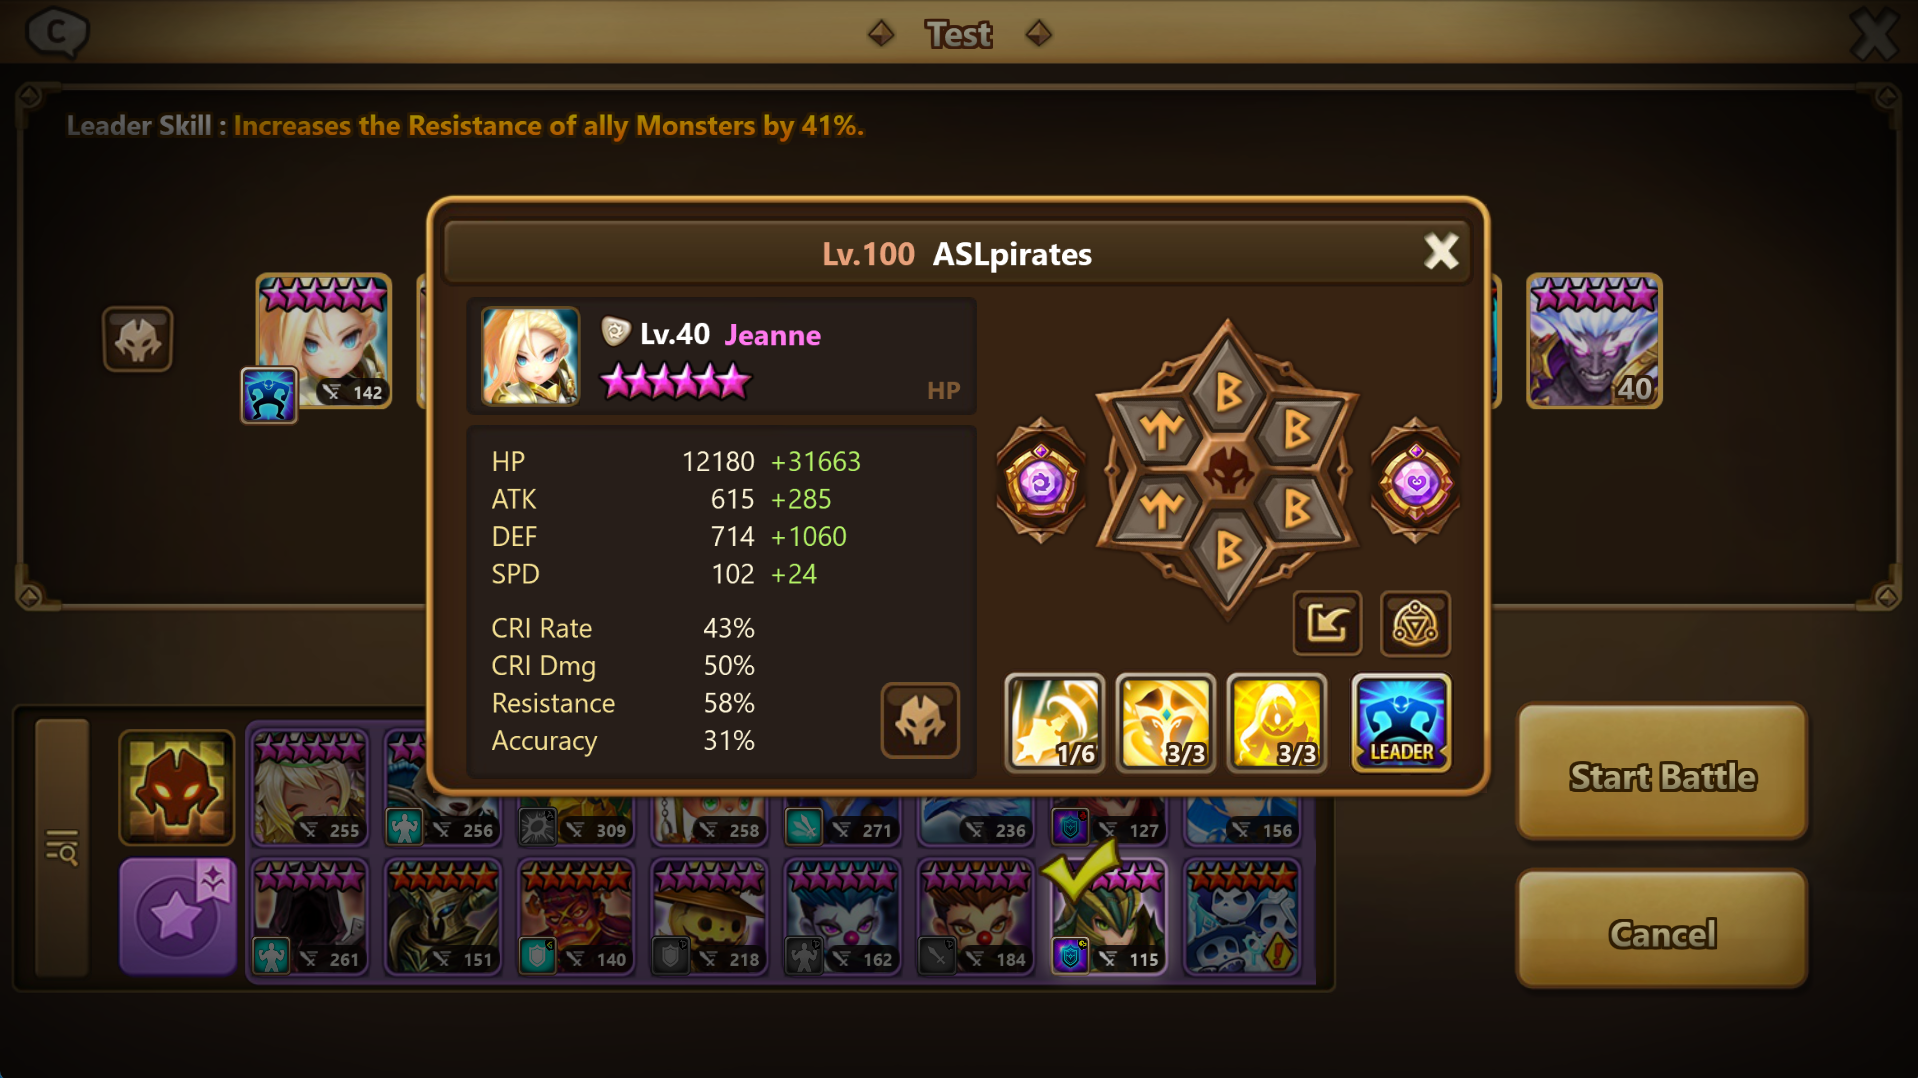 C
Test
Leader Skill : Increases the Resistance of ally Monsters by 41%.
Lv.100 ASLpirates
142
40
Lv.40 Jeanne
HP
HP 12180 +31663
ATK 615 +285
DEF 714 +1060
SPD 102 +24
CRI Rate 43%
CRI Dmg 50%
Resistance 58%
Accuracy 31%
1/6
3/3
3/3
LEADER
255
256
309
258
271
236
127
156
261
151
140
218
162
184
115
Start Battle
Cancel